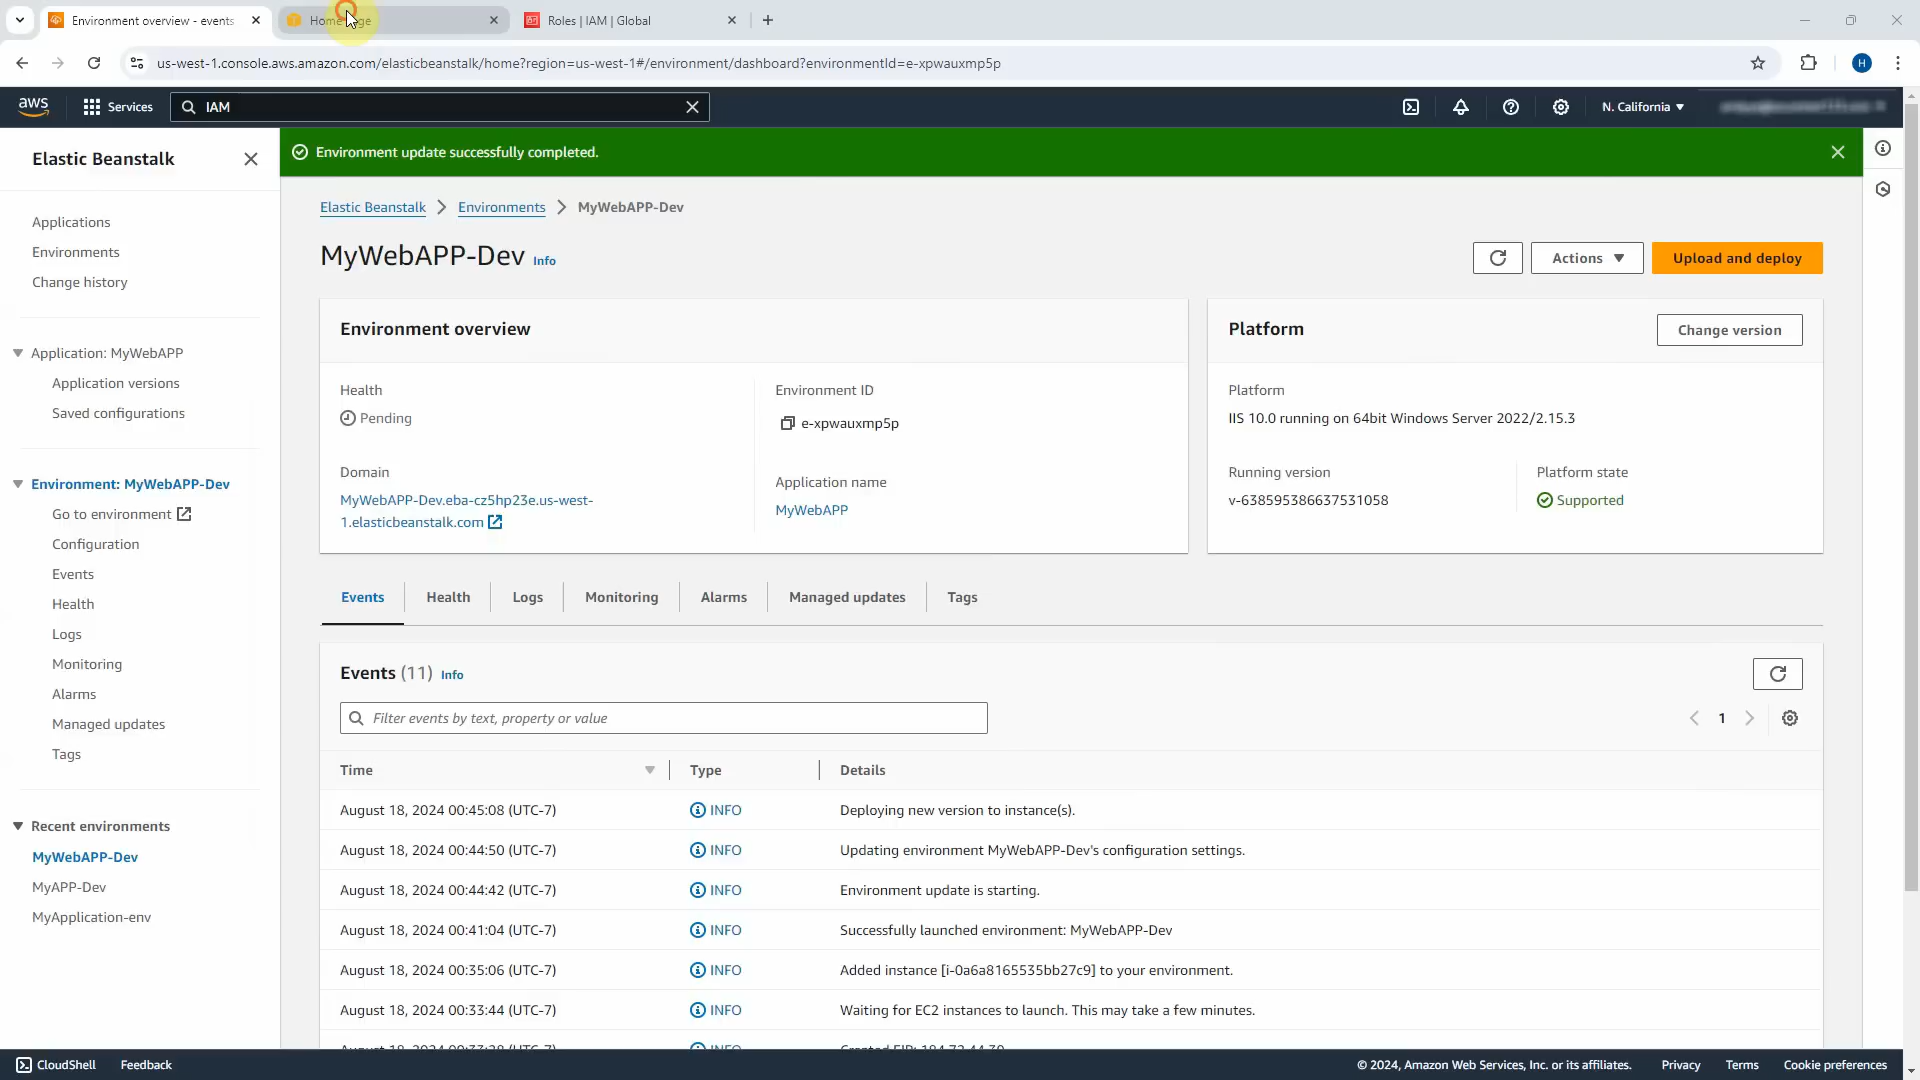 Environment overview - events
Roles | IAM | Global
us-west-1.console.aws.amazon.com/elasticbeanstalk/home?region=us-west-1#/environment/dashboard?environmentId=e-xpwauxmp5p
H
aws
Services
IAM
N. California
Elastic Beanstalk
Environment update successfully completed.
Applications
Environments
Change history
Application: MyWebAPP
Application versions
Saved configurations
Environment: MyWebAPP-Dev
Go to environment
Configuration
Events
Health
Logs
Monitoring
Alarms
Managed updates
Tags
Recent environments
MyWebAPP-Dev
MyAPP-Dev
MyApplication-env
Elastic Beanstalk > Environments > MyWebAPP-Dev
MyWebAPP-Dev Info
Actions
Upload and deploy
Environment overview
Health
Pending
Domain
MyWebAPP-Dev.eba-cz5hp23e.us-west-
1.elasticbeanstalk.com
Environment ID
e-xpwauxmp5p
Application name
MyWebAPP
Platform
Change version
Platform
IIS 10.0 running on 64bit Windows Server 2022/2.15.3
Running version
v-638595386637531058
Platform state
Supported
Events
Health
Logs
Monitoring
Alarms
Managed updates
Tags
Events (11) Info
Filter events by text, property or value
1
Time Type Details
August 18, 2024 00:45:08 (UTC-7) INFO Deploying new version to instance(s).
August 18, 2024 00:44:50 (UTC-7) INFO Updating environment MyWebAPP-Dev's configuration settings.
August 18, 2024 00:44:42 (UTC-7) INFO Environment update is starting.
August 18, 2024 00:41:04 (UTC-7) INFO Successfully launched environment: MyWebAPP-Dev
August 18, 2024 00:35:06 (UTC-7) INFO Added instance [i-0a6a8165535bb27c9] to your environment.
August 18, 2024 00:33:44 (UTC-7) INFO Waiting for EC2 instances to launch. This may take a few minutes.
CloudShell
Feedback
© 2024, Amazon Web Services, Inc. or its affiliates.
Privacy
Terms
Cookie preferences